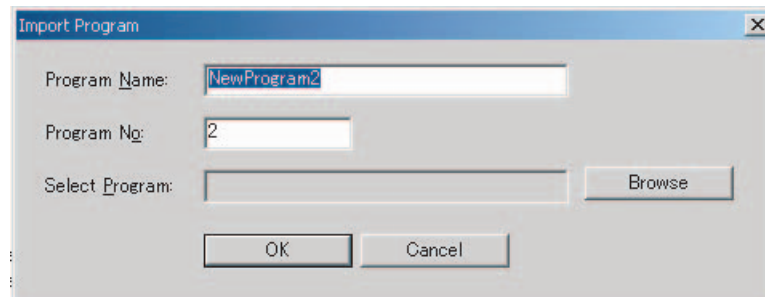 Import Program
Program Name: NewProgram2
Program No: 2
Select Program: Browse
OK Cancel